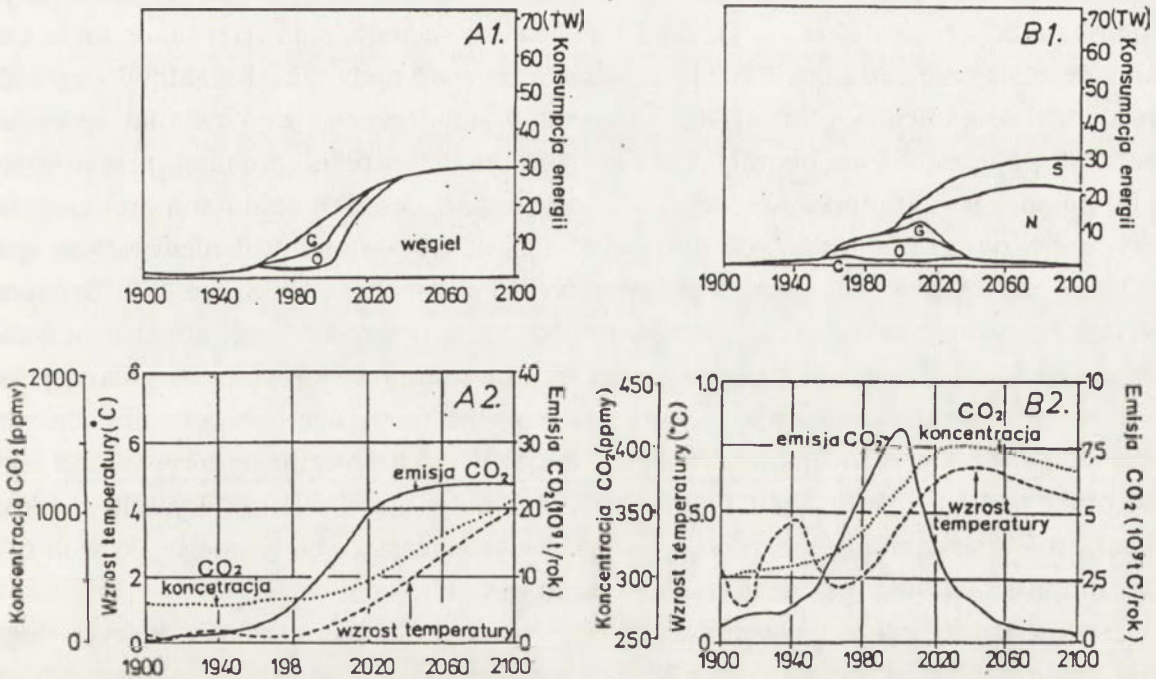 A1.
70(TW)
60
50
40
30
20
10
Konsumpcja energii
G
O
węgiel
1900 1940 1980 2020 2060 2100
B1.
70(TW)
60
50
40
30
20
10
Konsumpcja energii
S
N
G
O
C
1900 1940 1980 2020 2060 2100
A2.
Koncentracja CO₂ (ppmv)
2000
1000
0
Wzrost temperatury (°C)
8
6
4
2
0
40
30
20
10
0
Emisja CO₂(10⁹t/rok)
emisja CO₂
CO₂
koncetracja
wzrost temperatury
1900 1940 198 2020 2060 2100
B2.
Koncentracja CO₂/ppmy)
450
400
350
300
250
Wzrost temperatury (°C)
1.0
5.0
0
10
7.5
5
2.5
0
Emisja CO₂ (10⁹t C/rok)
CO₂
emisja CO₂
koncentracja
wzrost
temperatury
1900 1940 1980 2020 2060 2100